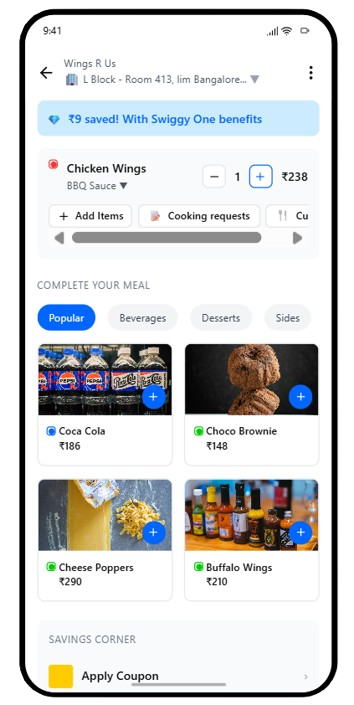 9:41
Wings R Us
L Block - Room 413, Iim Bangalore...
₹9 saved! With Swiggy One benefits
Chicken Wings
BBQ Sauce
− 1 + ₹238
+ Add Items
Cooking requests
Cu
COMPLETE YOUR MEAL
Popular
Beverages
Desserts
Sides
PEPSI
+
+
Coca Cola
₹186
Choco Brownie
₹148
+
+
Cheese Poppers
₹290
Buffalo Wings
₹210
SAVINGS CORNER
Apply Coupon